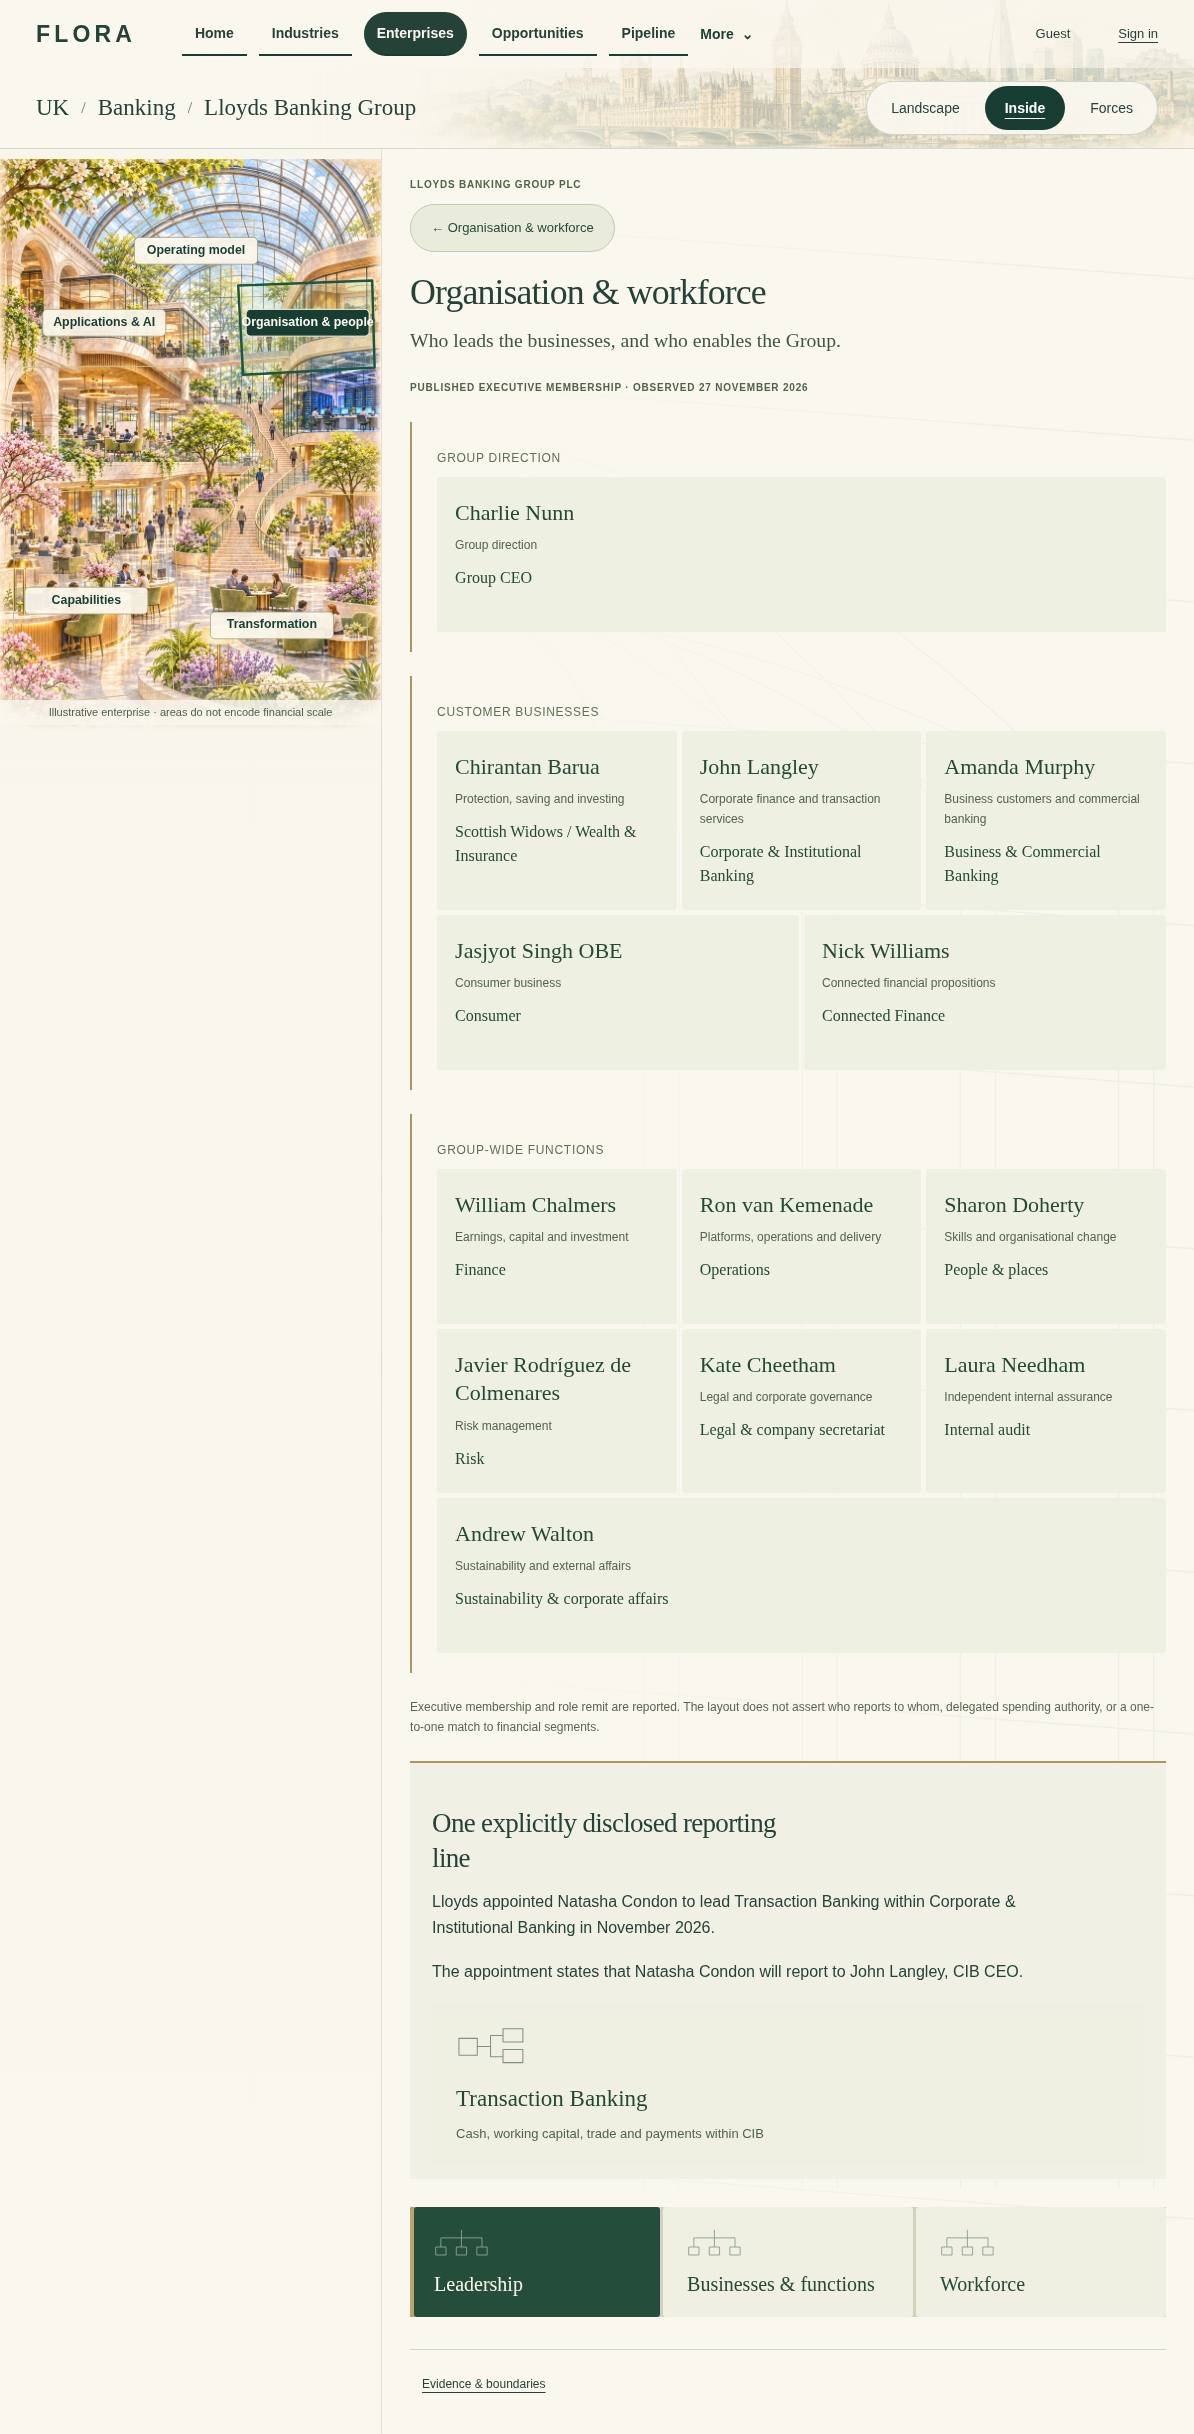 FLORA
Home
Industries
Enterprises
Opportunities
Pipeline
More
Guest
Sign in
UK / Banking / Lloyds Banking Group
Landscape
Inside
Forces
Operating model
Applications & AI
Organisation & people
Capabilities
Transformation
Illustrative enterprise · areas do not encode financial scale
LLOYDS BANKING GROUP PLC
← Organisation & workforce
Organisation & workforce
Who leads the businesses, and who enables the Group.
PUBLISHED EXECUTIVE MEMBERSHIP · OBSERVED 27 NOVEMBER 2026
GROUP DIRECTION
Charlie Nunn
Group direction
Group CEO
CUSTOMER BUSINESSES
Chirantan Barua
Protection, saving and investing
Scottish Widows / Wealth &
Insurance
John Langley
Corporate finance and transaction
services
Corporate & Institutional
Banking
Amanda Murphy
Business customers and commercial
banking
Business & Commercial
Banking
Jasjyot Singh OBE
Consumer business
Consumer
Nick Williams
Connected financial propositions
Connected Finance
GROUP-WIDE FUNCTIONS
William Chalmers
Earnings, capital and investment
Finance
Ron van Kemenade
Platforms, operations and delivery
Operations
Sharon Doherty
Skills and organisational change
People & places
Javier Rodríguez de
Colmenares
Risk management
Risk
Kate Cheetham
Legal and corporate governance
Legal & company secretariat
Laura Needham
Independent internal assurance
Internal audit
Andrew Walton
Sustainability and external affairs
Sustainability & corporate affairs
Executive membership and role remit are reported. The layout does not assert who reports to whom, delegated spending authority, or a one-
to-one match to financial segments.
One explicitly disclosed reporting
line
Lloyds appointed Natasha Condon to lead Transaction Banking within Corporate &
Institutional Banking in November 2026.
The appointment states that Natasha Condon will report to John Langley, CIB CEO.
Transaction Banking
Cash, working capital, trade and payments within CIB
Leadership
Businesses & functions
Workforce
Evidence & boundaries